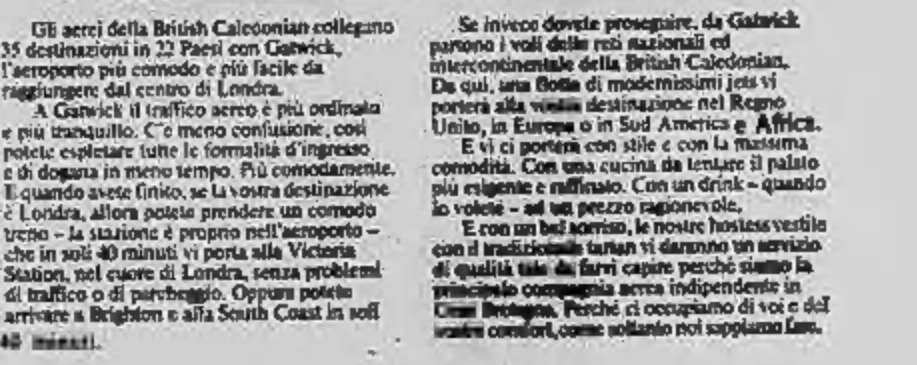 Gli aerei della British Caledonian collegano
35 destinazioni in 22 Paesi con Gatwick,
l'aeroporto più comodo e più facile da
raggiungere dal centro di Londra.
A Gatwick il traffico aereo è più ordinato
e più tranquillo. C'è meno confusione, così
potete espletare tutte le formalità d'ingresso
e di dogana in meno tempo. Più comodamente.
E quando avete finito, se la vostra destinazione
è Londra, allora potete prendere un comodo
treno – la stazione è proprio nell'aeroporto –
che in soli 40 minuti vi porta alla Victoria
Station, nel cuore di Londra, senza problemi
di traffico o di parcheggio. Oppure potete
arrivare a Brighton e alla South Coast in soli
40 minuti.
Se invece dovete proseguire, da Gatwick
partono i voli delle reti nazionali ed
intercontinentale della British Caledonian.
Da qui, una flotta di modernissimi jets vi
porterà alla vostra destinazione nel Regno
Unito, in Europa o in Sud America e Africa.
E vi ci porterà con stile e con la massima
comodità. Con una cucina da tentare il palato
più esigente e raffinato. Con un drink – quando
lo volete – ad un prezzo ragionevole.
E con un bel sorriso, le nostre hostess vestite
con il tradizionale tartan vi daranno un servizio
di qualità tale da farvi capire perché siamo la
principale compagnia aerea indipendente in
Gran Bretagna. Perché ci occupiamo di voi e del
vostro comfort, come soltanto noi sappiamo fare.